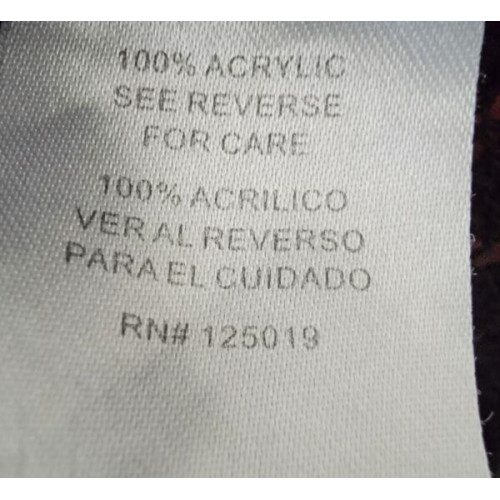 100% ACRYLIC
SEE REVERSE
FOR CARE
100% ACRILICO
VER AL REVERSO
PARA EL CUIDADO
RN# 125019